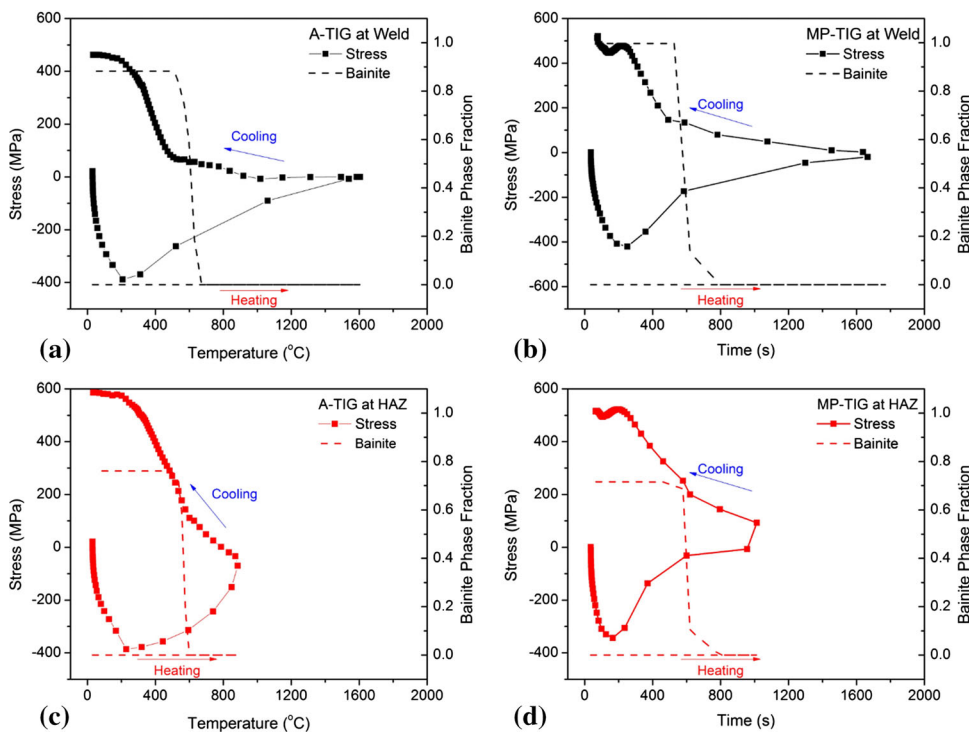 A-TIG at Weld
Stress
Bainite
Cooling
Heating
Stress (MPa)
600
400
200
0
-200
-400
Bainite Phase Fraction
1.0
0.8
0.6
0.4
0.2
0.0
0 400 800 1200 1600 2000
Temperature (°C)
(a)
MP-TIG at Weld
Stress
Bainite
Cooling
Heating
Stress (MPa)
600
400
200
0
-200
-400
-600
Bainite Phase Fraction
1.0
0.8
0.6
0.4
0.2
0.0
0 400 800 1200 1600 2000
Time (s)
(b)
A-TIG at HAZ
Stress
Bainite
Cooling
Heating
Stress (MPa)
600
400
200
0
-200
-400
Bainite Phase Fraction
1.0
0.8
0.6
0.4
0.2
0.0
0 400 800 1200 1600 2000
Temperature (°C)
(c)
MP-TIG at HAZ
Stress
Bainite
Cooling
Heating
Stress (MPa)
600
400
200
0
-200
-400
Bainite Phase Fraction
1.0
0.8
0.6
0.4
0.2
0.0
0 400 800 1200 1600 2000
Time (s)
(d)